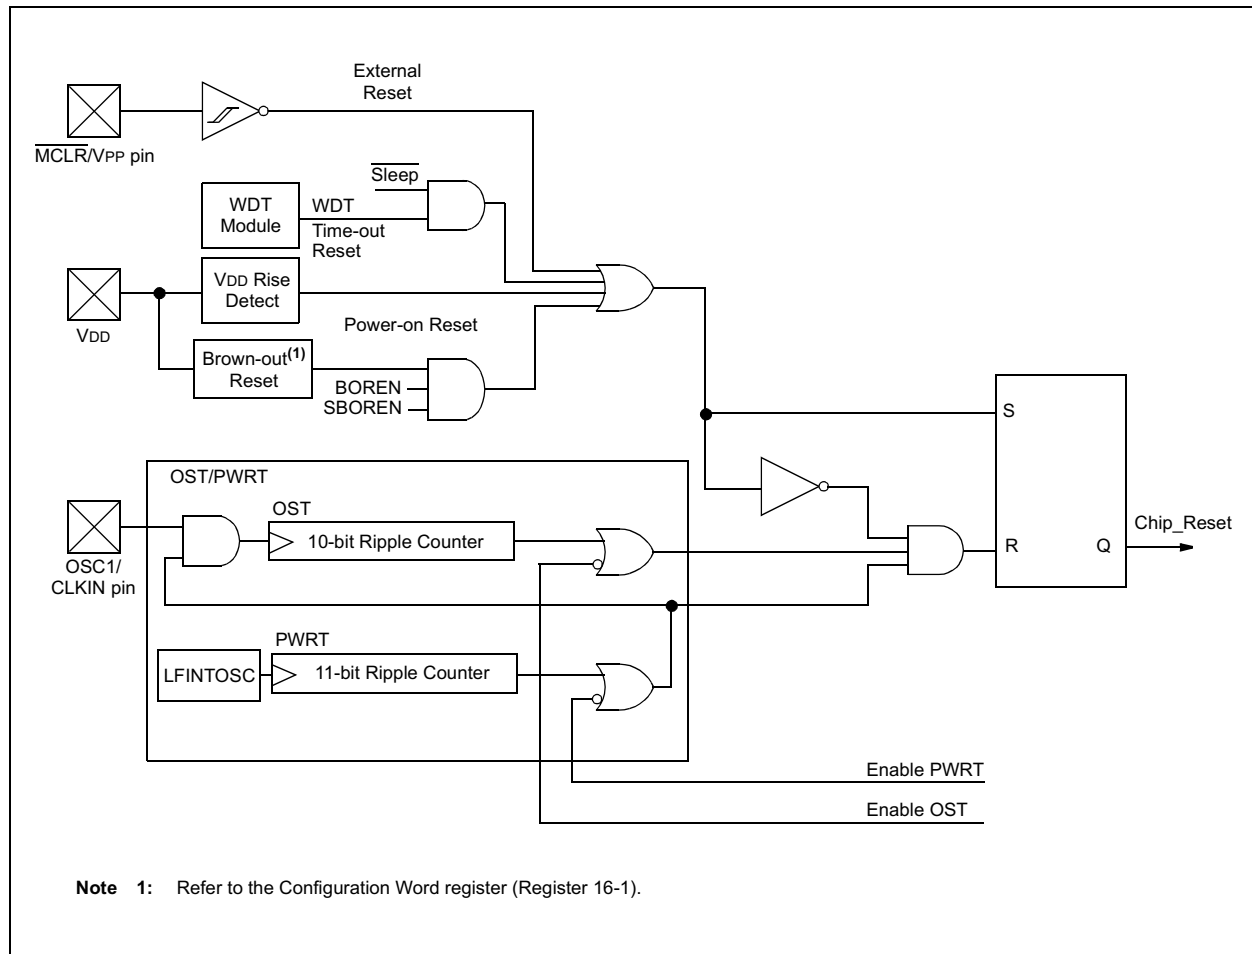 External
Reset
MCLR/VPP pin
Sleep
WDT
Module
WDT
Time-out
Reset
VDD Rise
Detect
VDD
Power-on Reset
Brown-out(1)
Reset
BOREN
SBOREN
S
OST/PWRT
OST
10-bit Ripple Counter
OSC1/
CLKIN pin
Chip_Reset
R
Q
PWRT
LFINTOSC
11-bit Ripple Counter
Enable PWRT
Enable OST
Note 1: Refer to the Configuration Word register (Register 16-1).